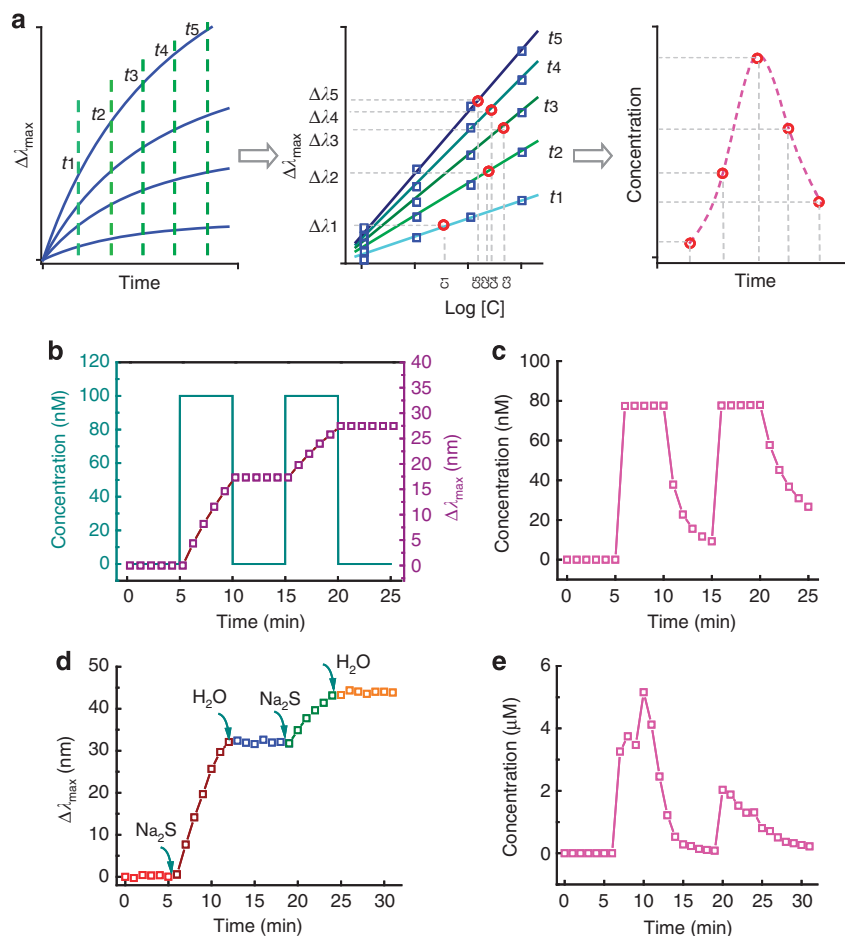 a
Δλmax
t1
t2
t3
t4
t5
Time
Δλmax
Δλ5
Δλ4
Δλ3
Δλ2
Δλ1
t5
t4
t3
t2
t1
C1
C5
C2
C4
C3
Log [C]
Concentration
Time
b
Concentration (nM)
120
100
80
60
40
20
0
40
35
30
25
20
15
10
5
0
Δλmax (nm)
0 5 10 15 20 25
Time (min)
c
Concentration (nM)
80
60
40
20
0
0 5 10 15 20 25
Time (min)
d
Δλmax (nm)
50
40
30
20
10
0
Na2S
H2O
Na2S
H2O
0 5 10 15 20 25 30
Time (min)
e
Concentration (µM)
6
4
2
0
0 5 10 15 20 25 30
Time (min)